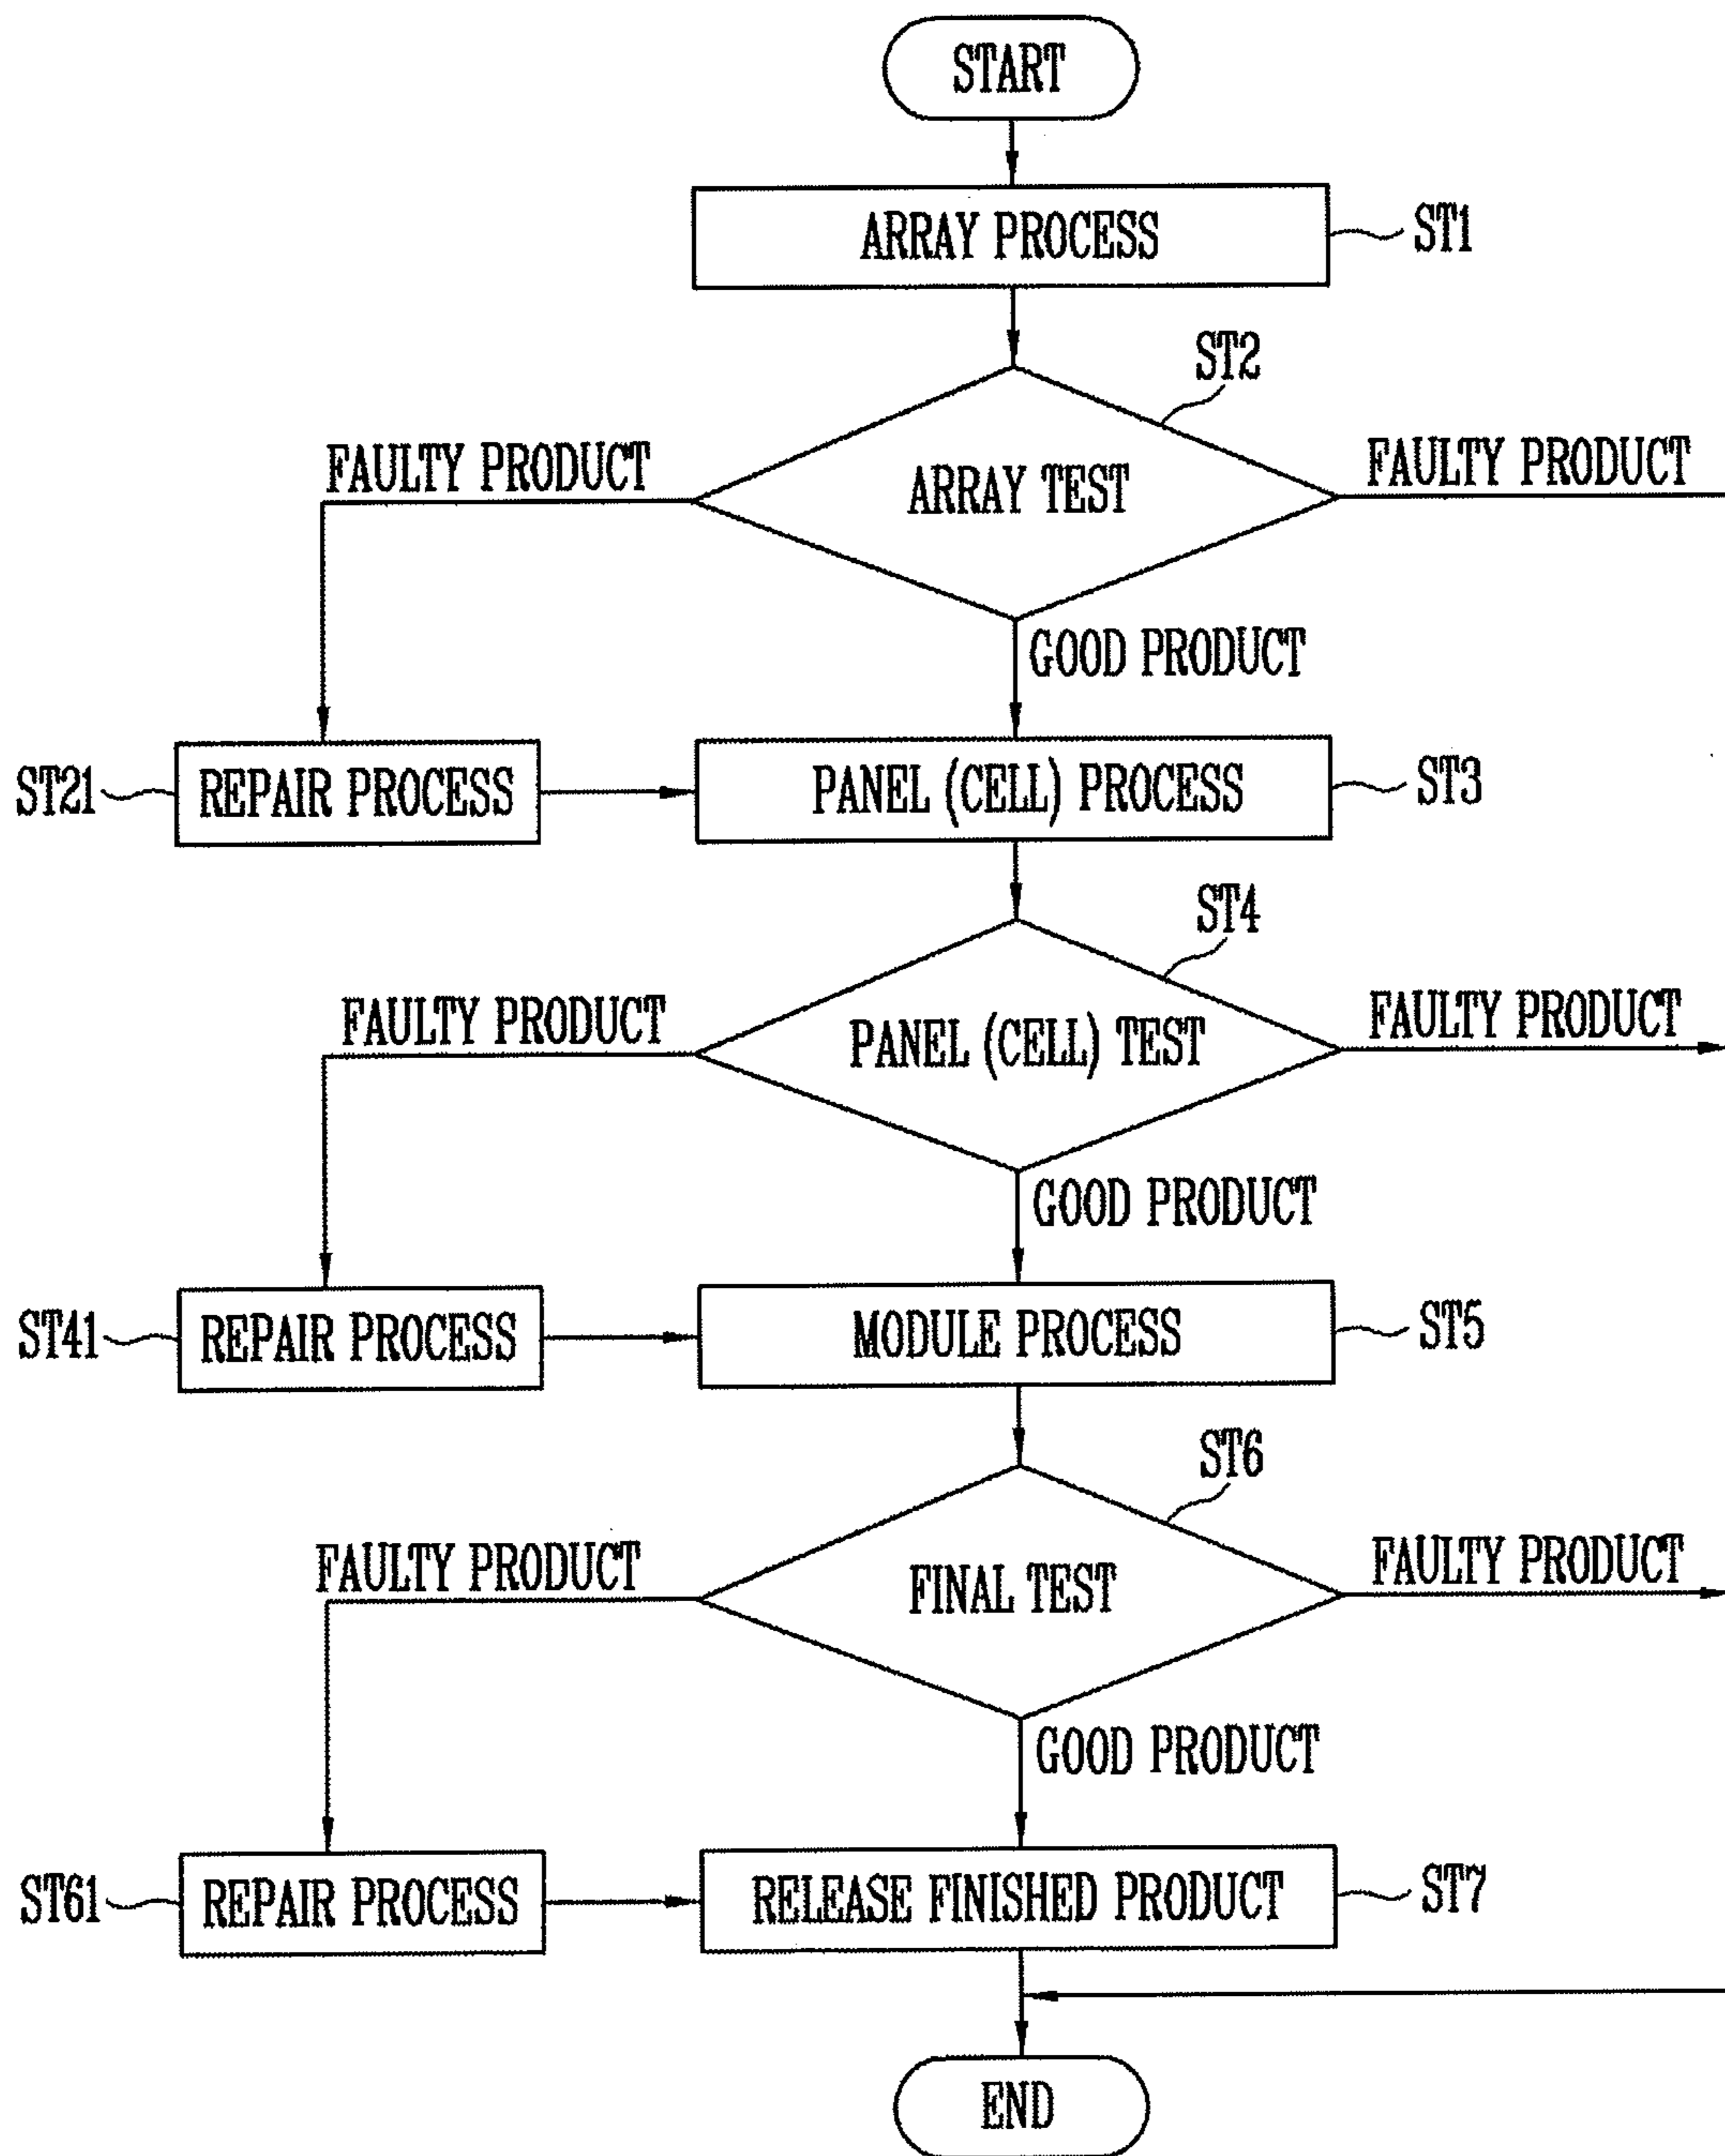 START
ARRAY PROCESS
ST1
ST2
FAULTY PRODUCT
ARRAY TEST
FAULTY PRODUCT
GOOD PRODUCT
ST21
REPAIR PROCESS
PANEL (CELL) PROCESS
ST3
ST4
FAULTY PRODUCT
PANEL (CELL) TEST
FAULTY PRODUCT
GOOD PRODUCT
ST41
REPAIR PROCESS
MODULE PROCESS
ST5
ST6
FAULTY PRODUCT
FINAL TEST
FAULTY PRODUCT
GOOD PRODUCT
ST61
REPAIR PROCESS
RELEASE FINISHED PRODUCT
ST7
END